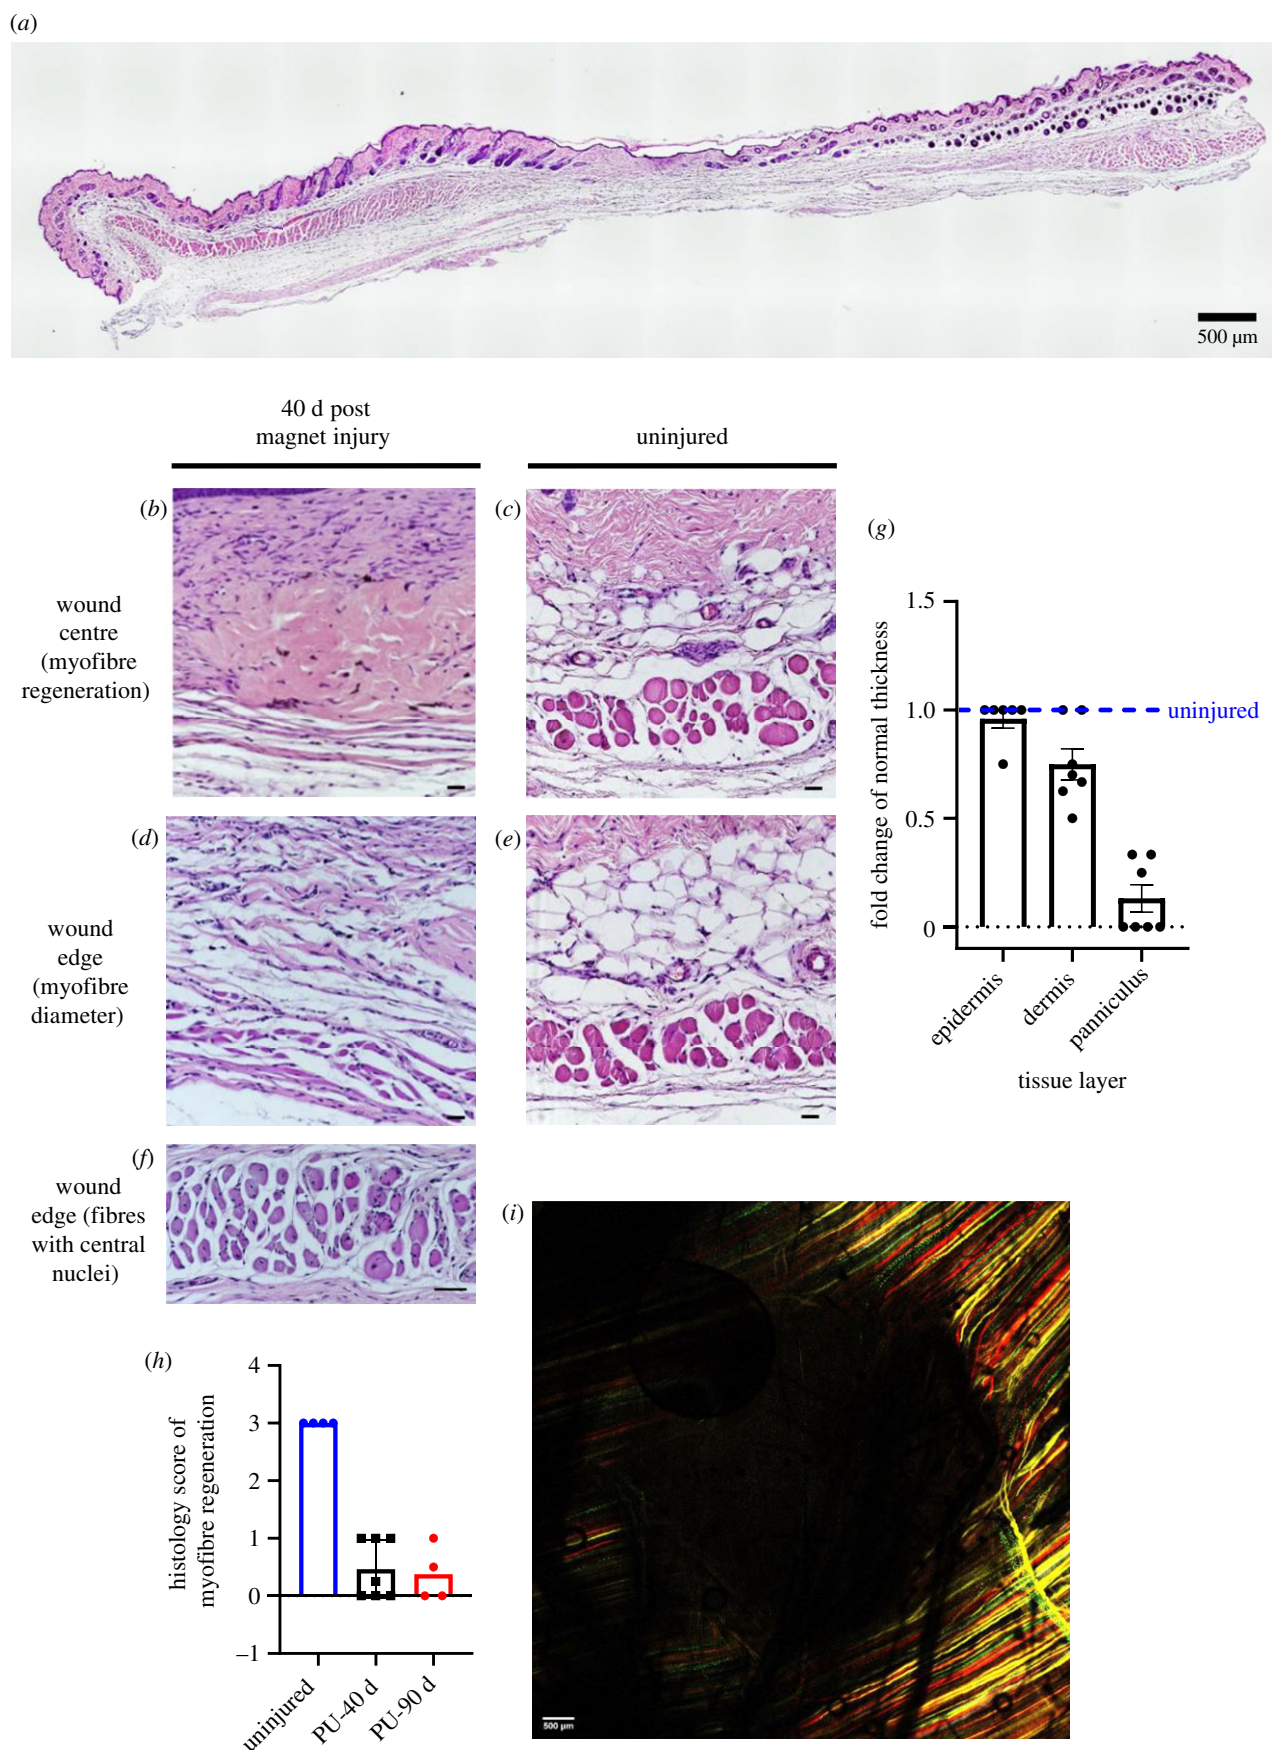 (a)
500 µm
40 d post
magnet injury
uninjured
(b)
(c)
wound
centre
(myofibre
regeneration)
(d)
(e)
wound
edge
(myofibre
diameter)
(f)
wound
edge (fibres
with central
nuclei)
(g)
fold change of normal thickness
1.5
1.0
0.5
0
uninjured
epidermis
dermis
panniculus
tissue layer
(h)
histology score of
myofibre regeneration
4
3
2
1
0
–1
uninjured
PU-40 d
PU-90 d
(i)
500 µm